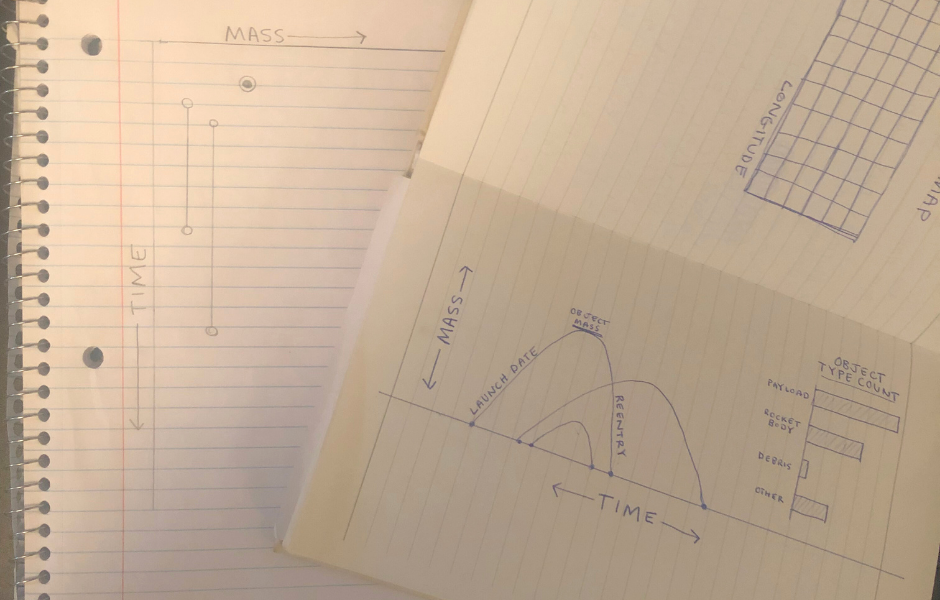 MASS
TIME
LONGITUDE
MAP
MASS
OBJECT
MASS
LAUNCH DATE
REENTRY
TIME
OBJECT
TYPE COUNT
PAYLOAD
ROCKET
BODY
DEBRIS
OTHER